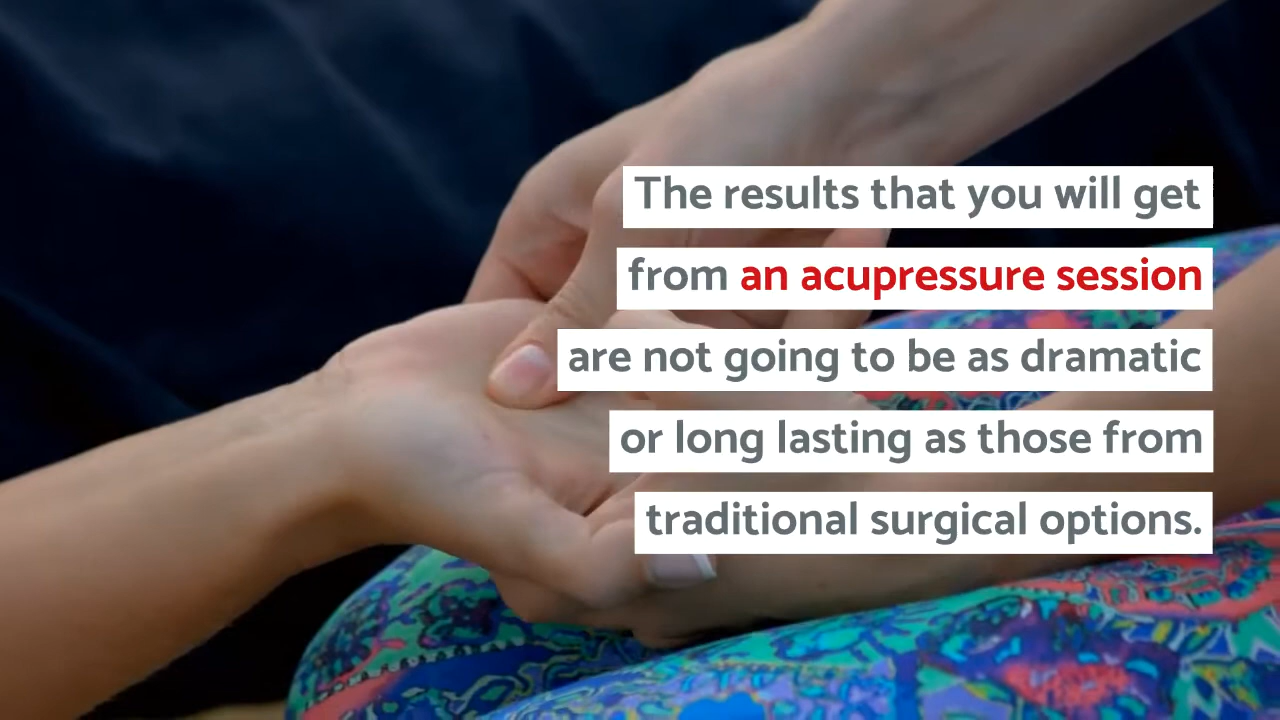 The results that you will get
from an acupressure session
are not going to be as dramatic
or long lasting as those from
traditional surgical options.